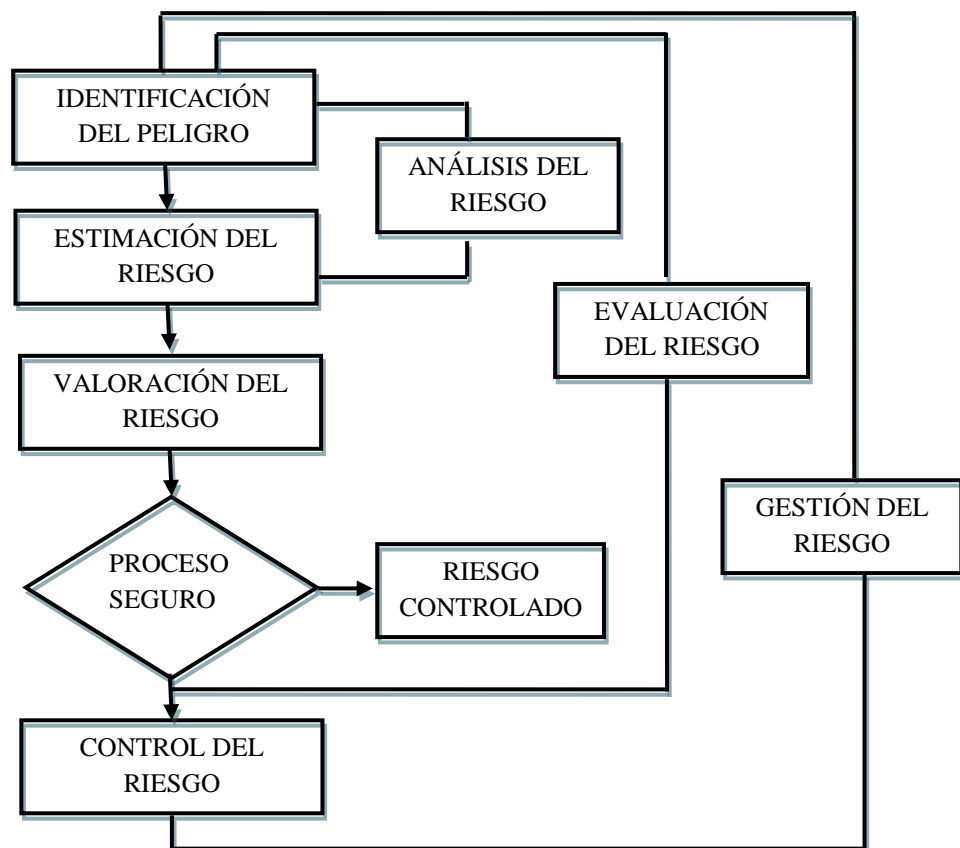 IDENTIFICACIÓN
DEL PELIGRO
ANÁLISIS DEL
RIESGO
ESTIMACIÓN DEL
RIESGO
EVALUACIÓN
DEL RIESGO
VALORACIÓN DEL
RIESGO
GESTIÓN DEL
RIESGO
PROCESO
SEGURO
RIESGO
CONTROLADO
CONTROL DEL
RIESGO